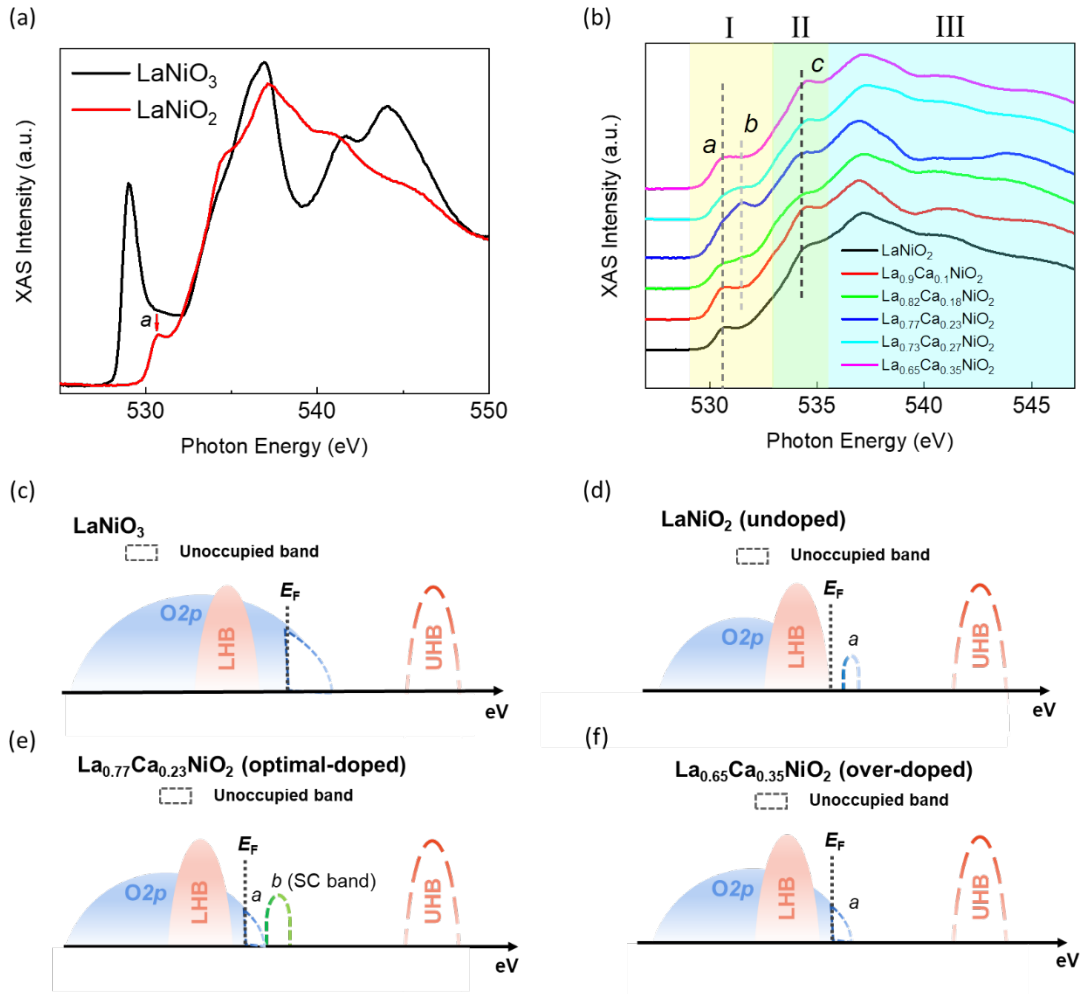 (a)
LaNiO₃
LaNiO₂
a
XAS Intensity (a.u.)
530 540 550
Photon Energy (eV)
(b)
I II III
a
b
c
XAS Intensity (a.u.)
LaNiO₂
La₀.₉Ca₀.₁NiO₂
La₀.₈₂Ca₀.₁₈NiO₂
La₀.₇₇Ca₀.₂₃NiO₂
La₀.₇₃Ca₀.₂₇NiO₂
La₀.₆₅Ca₀.₃₅NiO₂
530 535 540 545
Photon Energy (eV)
(c)
LaNiO₃
Unoccupied band
E_F
O2p
LHB
UHB
eV
(d)
LaNiO₂ (undoped)
Unoccupied band
E_F
O2p
LHB
a
UHB
eV
(e)
La₀.₇₇Ca₀.₂₃NiO₂ (optimal-doped)
Unoccupied band
E_F
O2p
LHB
a
b (SC band)
UHB
eV
(f)
La₀.₆₅Ca₀.₃₅NiO₂ (over-doped)
Unoccupied band
E_F
O2p
LHB
a
UHB
eV